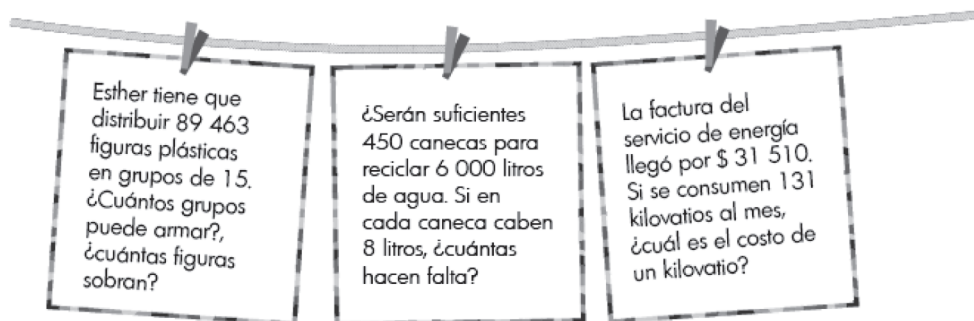 Esther tiene que
distribuir 89 463
figuras plásticas
en grupos de 15.
¿Cuántos grupos
puede armar?,
¿cuántas figuras
sobran?
¿Serán suficientes
450 canecas para
reciclar 6 000 litros
de agua. Si en
cada caneca caben
8 litros, ¿cuántas
hacen falta?
La factura del
servicio de energía
llegó por $ 31 510.
Si se consumen 131
kilovatios al mes,
¿cuál es el costo de
un kilovatio?